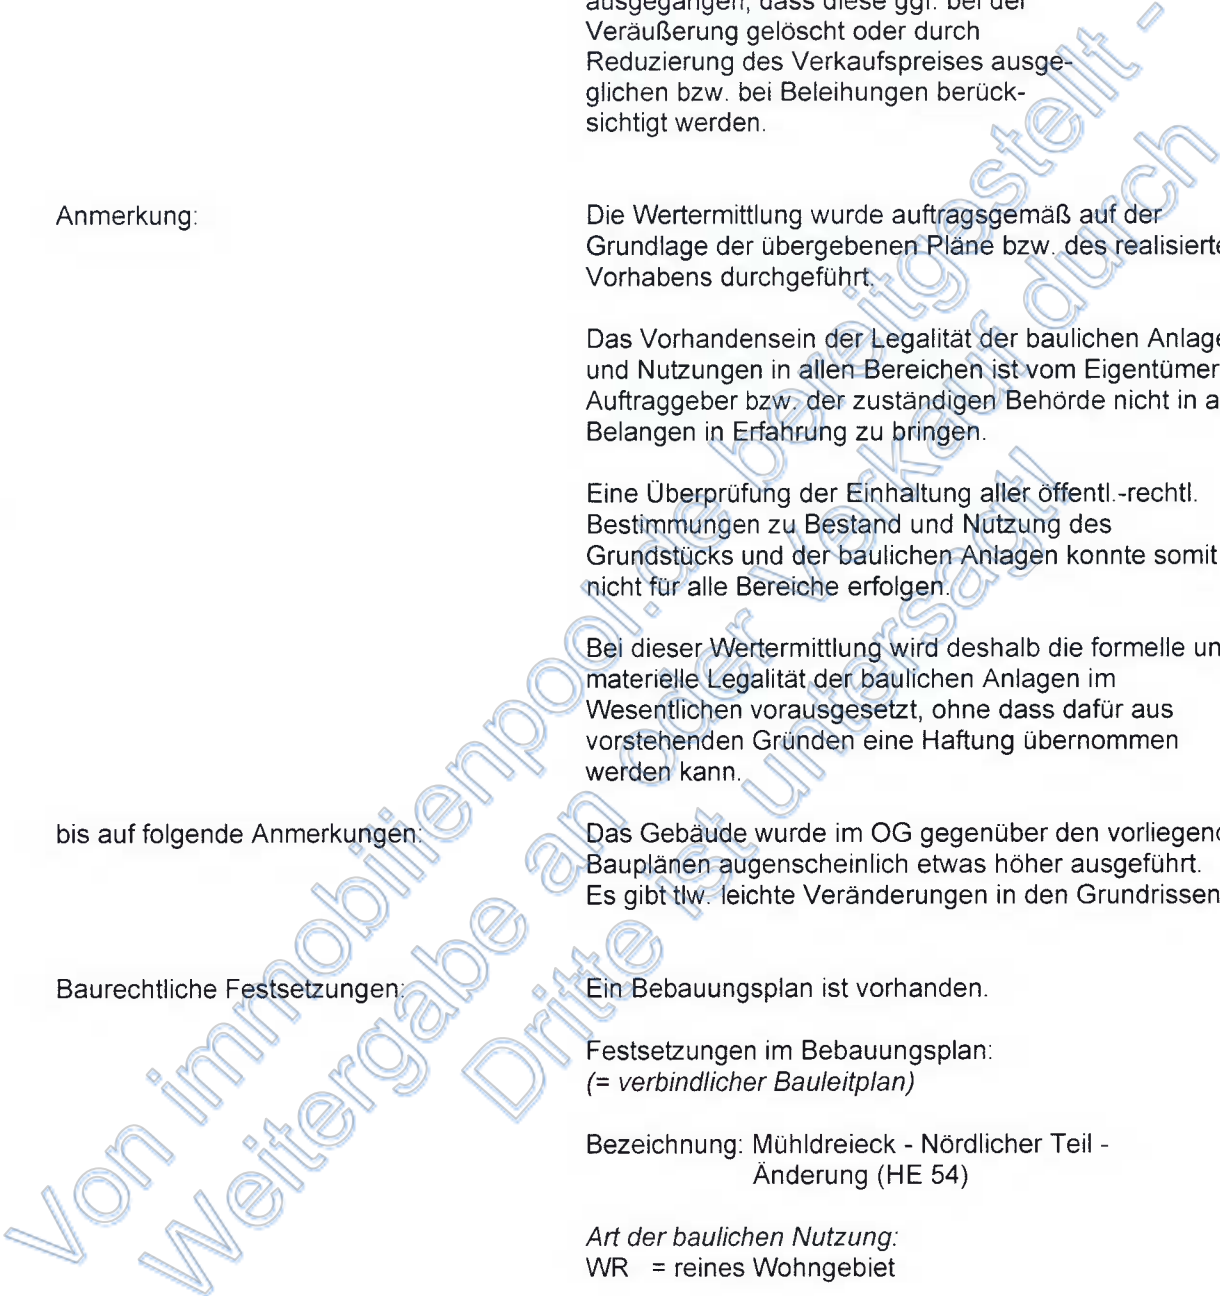 ausgegangen, dass diese ggf. bei der
Veräußerung gelöscht oder durch
Reduzierung des Verkaufspreises ausge-
glichen bzw. bei Beleihungen berück-
sichtigt werden.
Anmerkung:
Die Wertermittlung wurde auftragsgemäß auf der
Grundlage der übergebenen Pläne bzw. des realisierte
Vorhabens durchgeführt.
Das Vorhandensein der Legalität der baulichen Anlage
und Nutzungen in allen Bereichen ist vom Eigentümer
Auftraggeber bzw. der zuständigen Behörde nicht in a
Belangen in Erfahrung zu bringen.
Eine Überprüfung der Einhaltung aller öffentl.-rechtl.
Bestimmungen zu Bestand und Nutzung des
Grundstücks und der baulichen Anlagen konnte somit
nicht für alle Bereiche erfolgen.
Bei dieser Wertermittlung wird deshalb die formelle un
materielle Legalität der baulichen Anlagen im
Wesentlichen vorausgesetzt, ohne dass dafür aus
vorstehenden Gründen eine Haftung übernommen
werden kann.
bis auf folgende Anmerkungen:
Das Gebäude wurde im OG gegenüber den vorliegend
Bauplänen augenscheinlich etwas höher ausgeführt.
Es gibt tlw. leichte Veränderungen in den Grundrissen
Baurechtliche Festsetzungen:
Ein Bebauungsplan ist vorhanden.
Festsetzungen im Bebauungsplan:
(= verbindlicher Bauleitplan)
Bezeichnung: Mühldreieck - Nördlicher Teil -
Änderung (HE 54)
Art der baulichen Nutzung:
WR = reines Wohngebiet
Von immobilienpool.de bereitgestellt -
Weitergabe an oder Verkauf durch
Dritte ist untersagt!